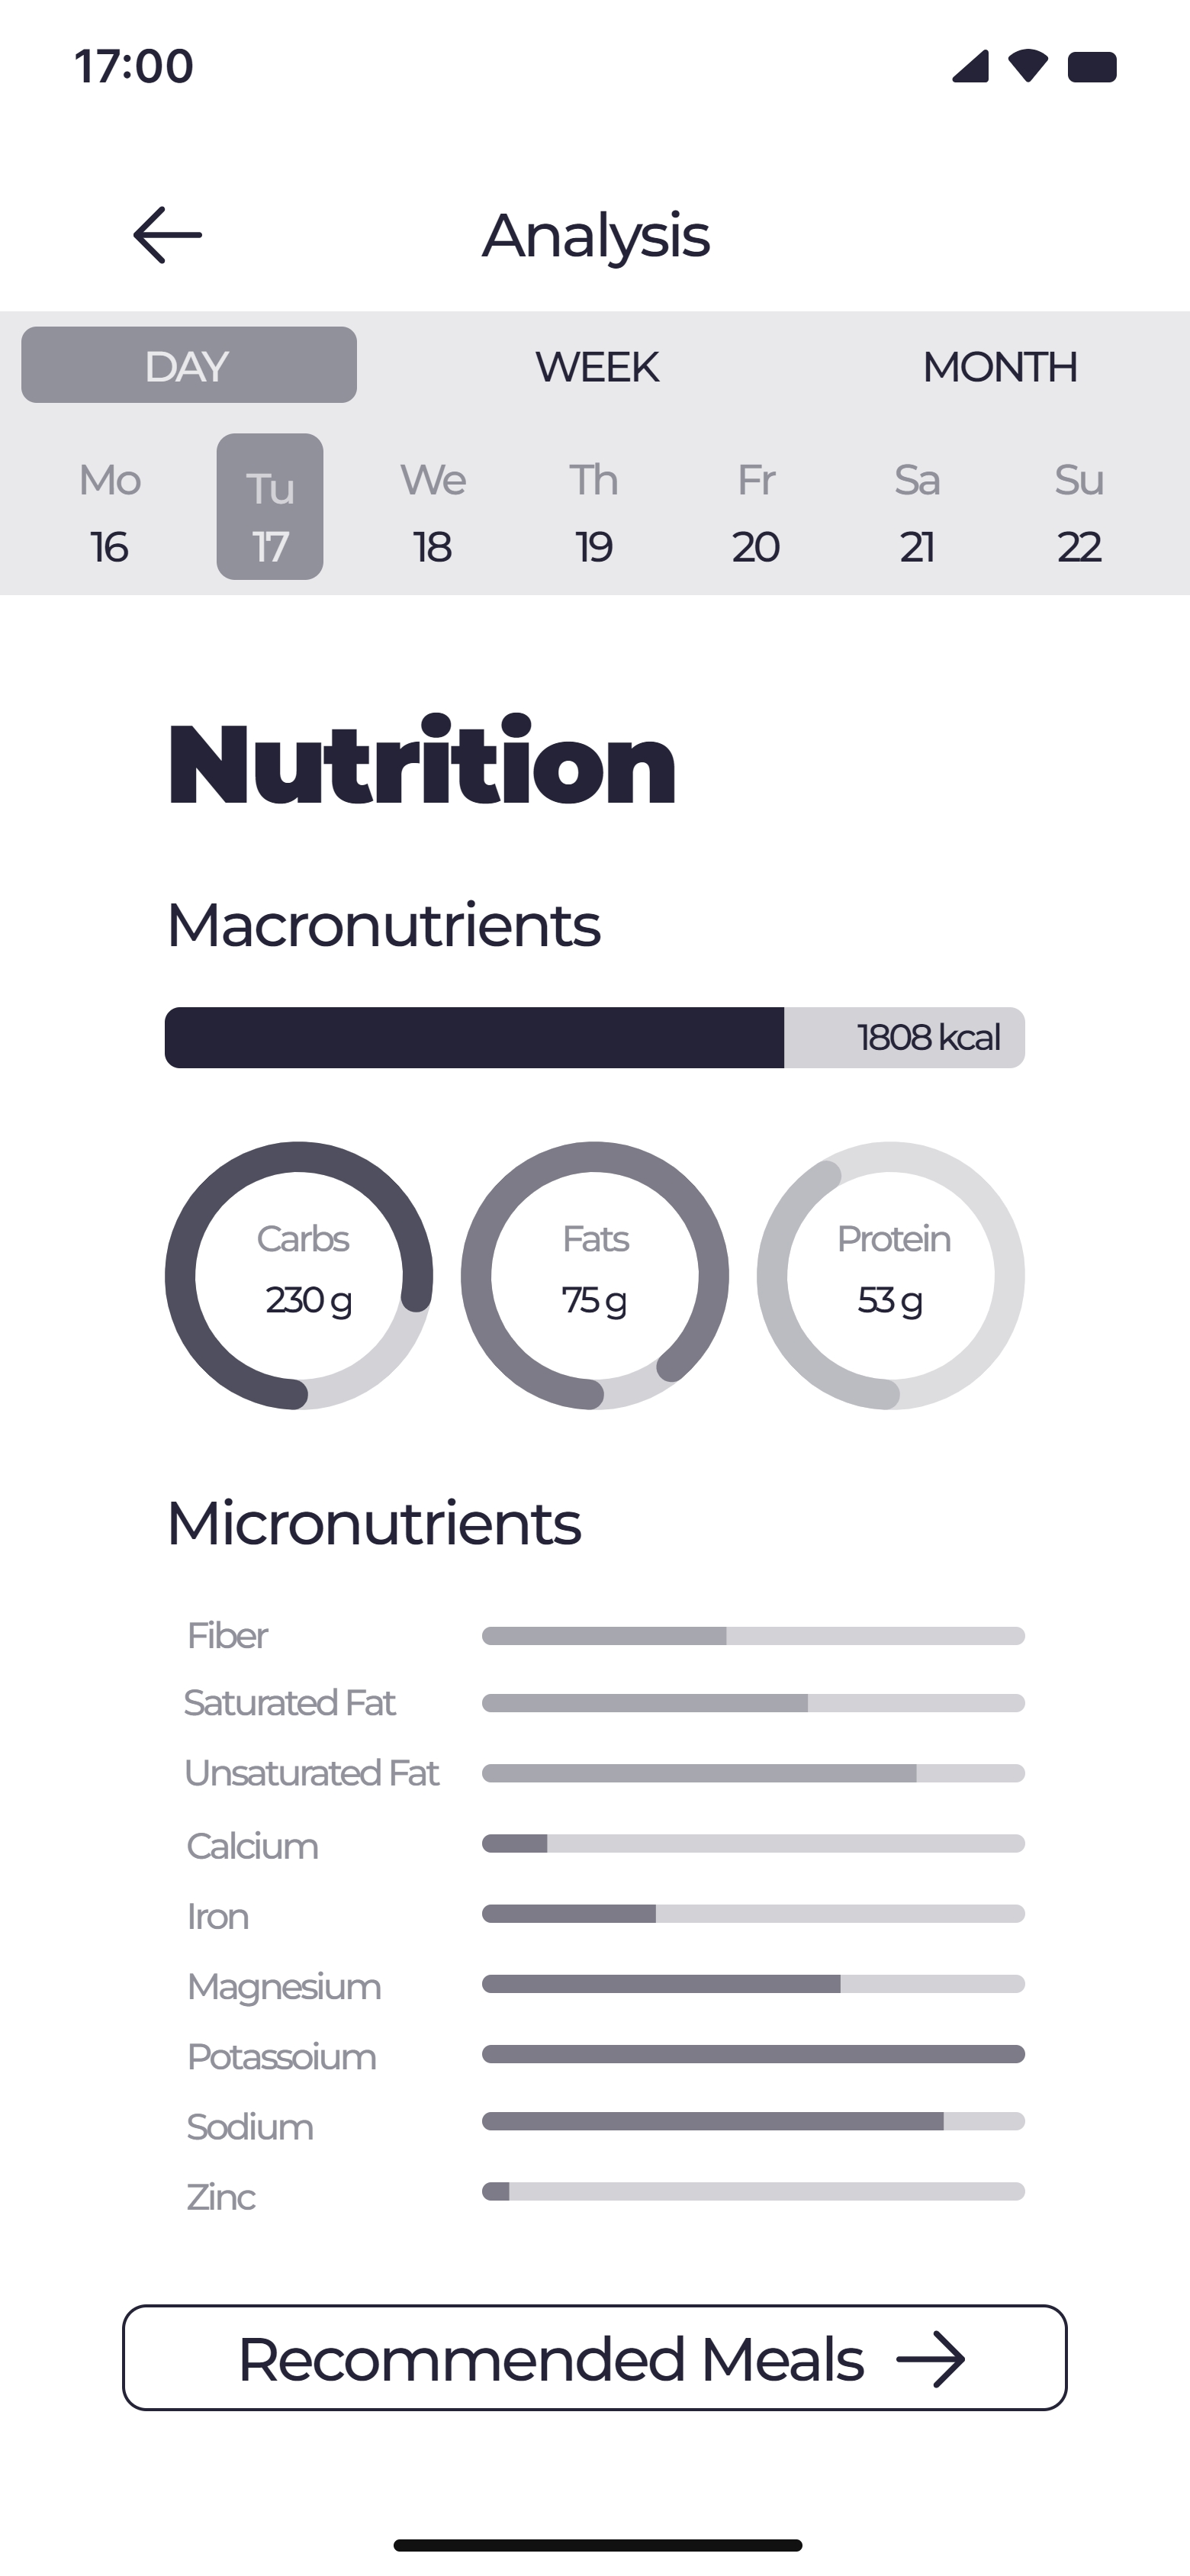 17:00
Analysis
DAY WEEK MONTH
Mo Tu We Th Fr Sa Su
16 17 18 19 20 21 22
Nutrition
Macronutrients
1808 kcal
Carbs Fats Protein
230 g 75 g 53 g
Micronutrients
Fiber
Saturated Fat
Unsaturated Fat
Calcium
Iron
Magnesium
Potassoium
Sodium
Zinc
Recommended Meals